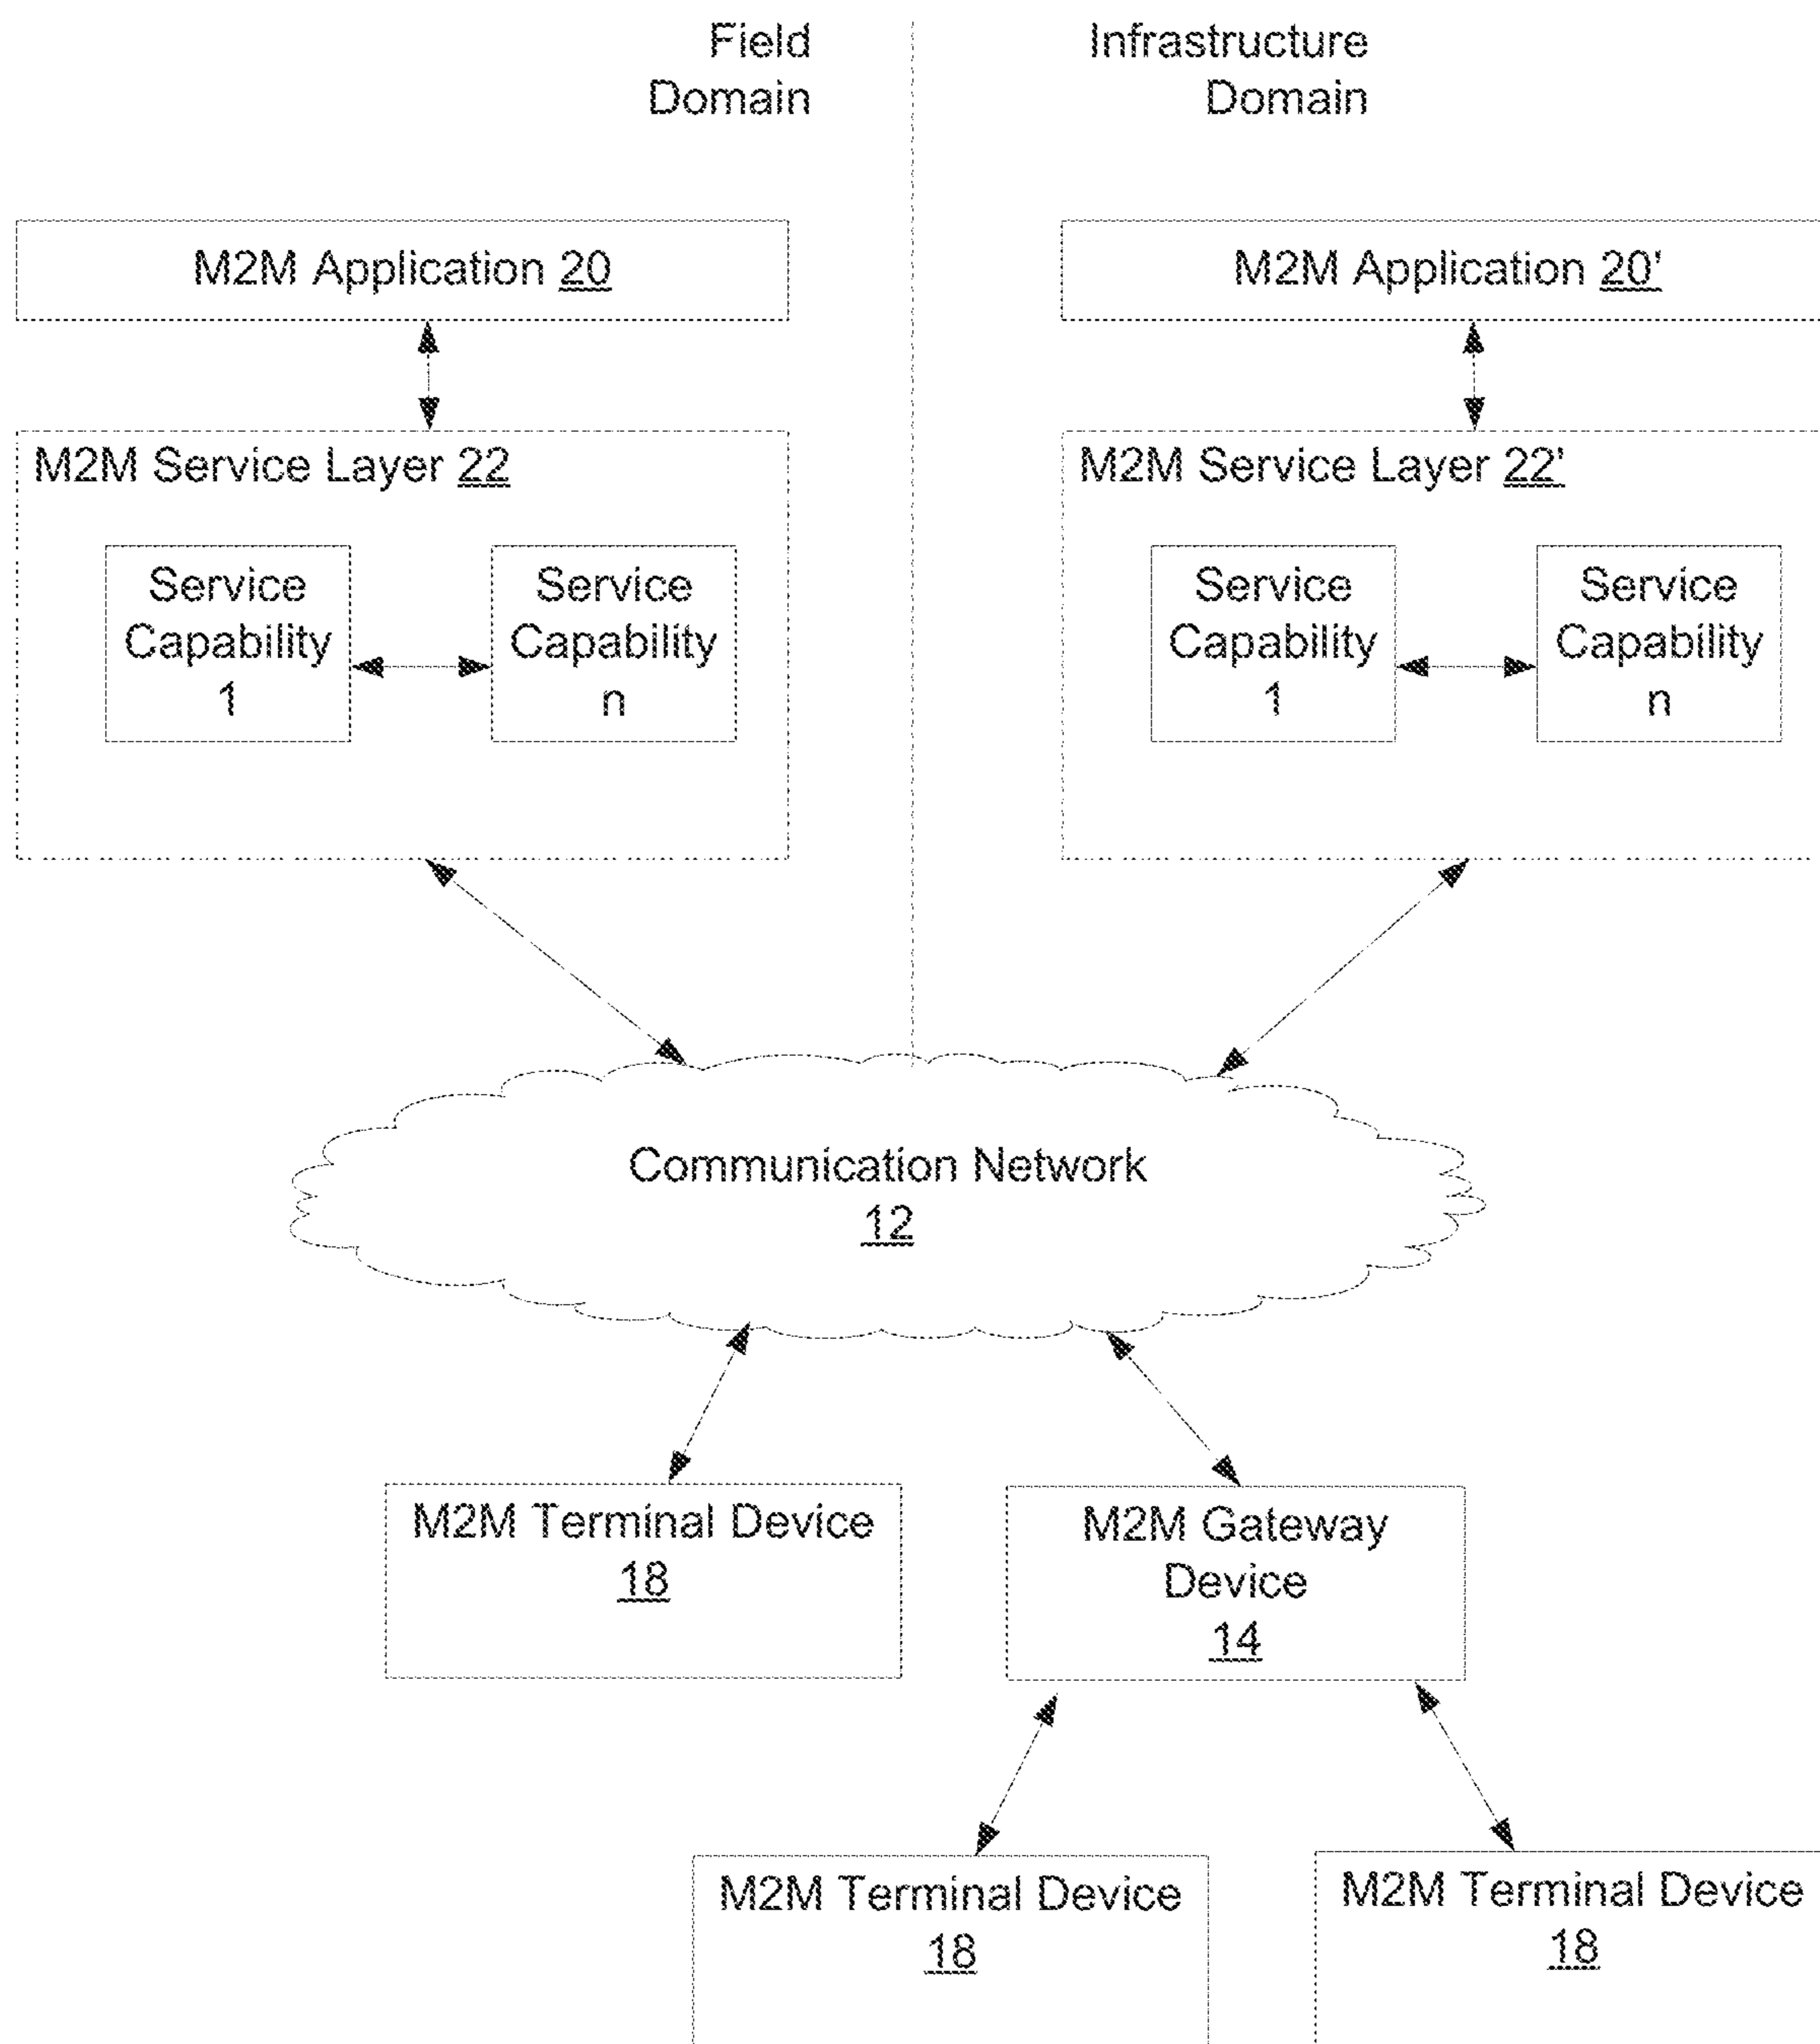 Field
Domain
Infrastructure
Domain
M2M Application 20
M2M Application 20'
M2M Service Layer 22
Service
Capability
1
Service
Capability
n
M2M Service Layer 22'
Service
Capability
1
Service
Capability
n
Communication Network
12
M2M Terminal Device
18
M2M Gateway
Device
14
M2M Terminal Device
18
M2M Terminal Device
18